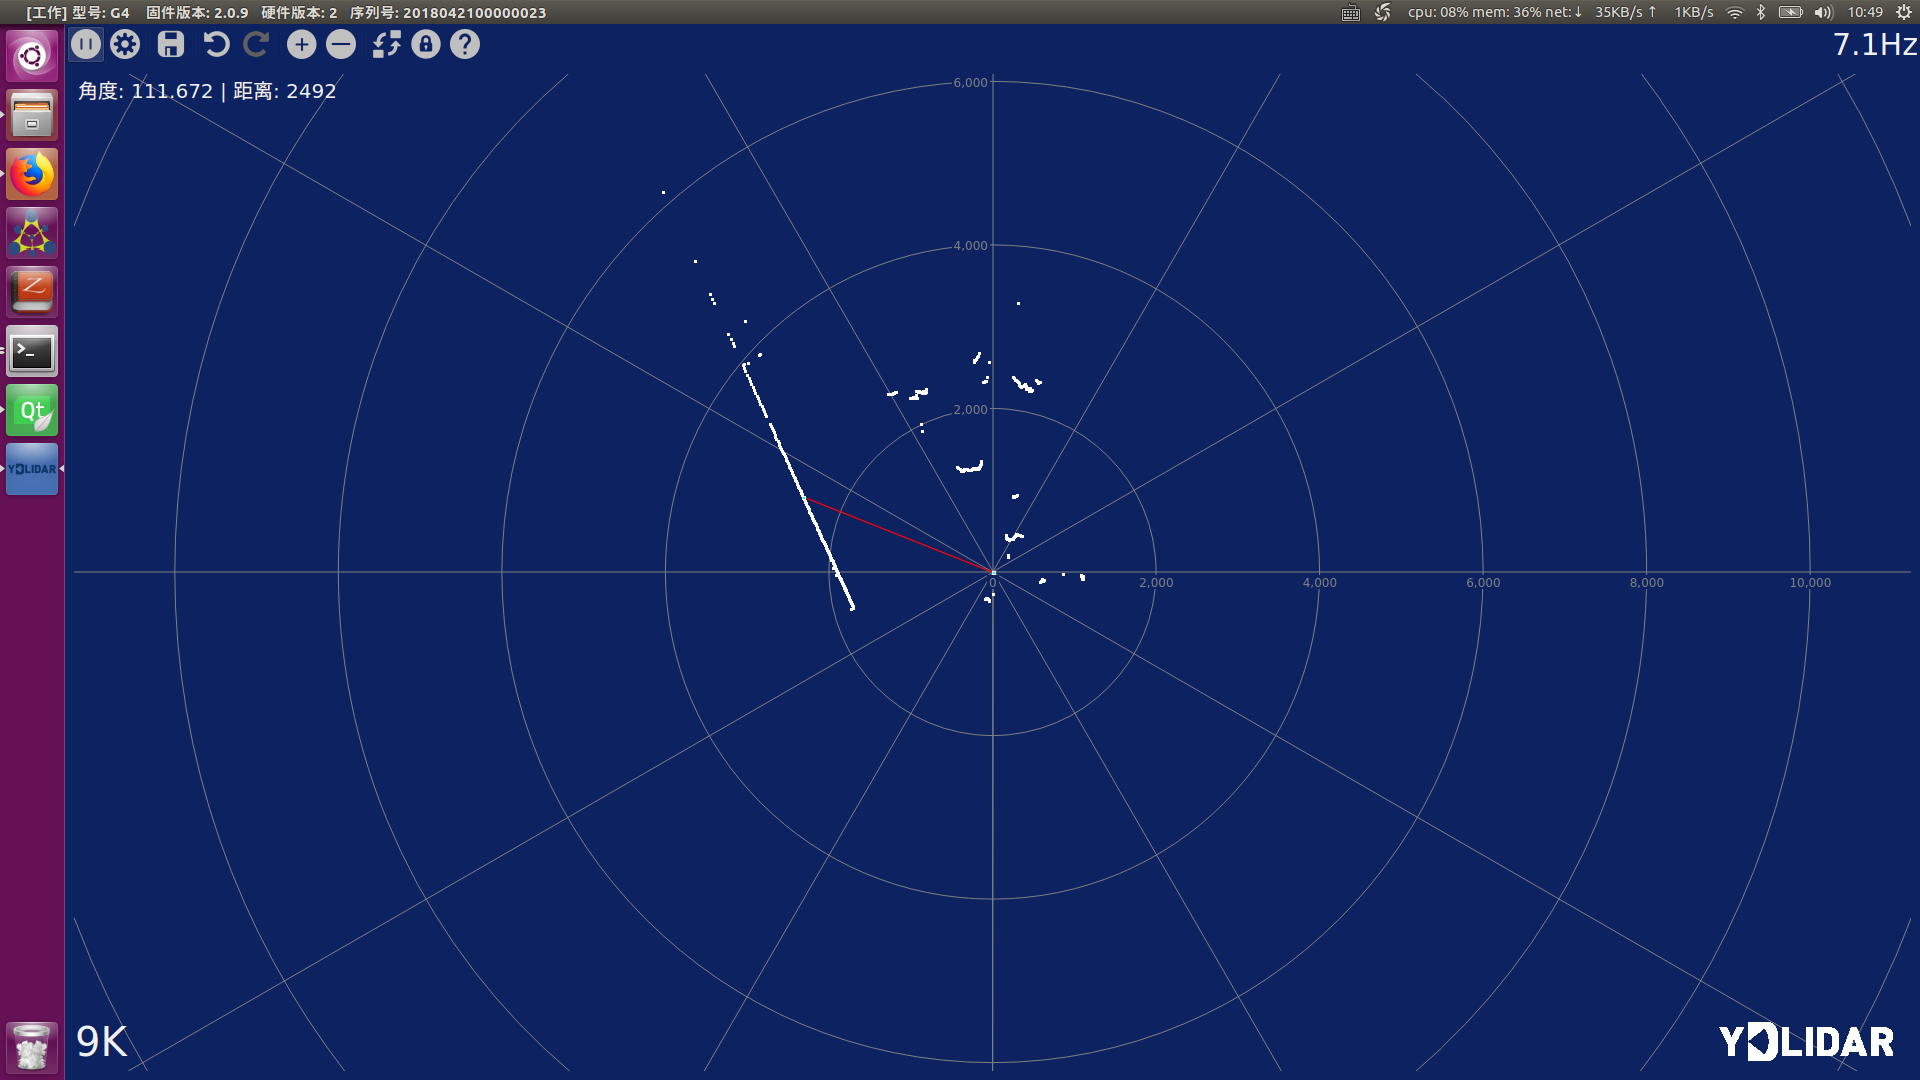 [工作] 型号: G4 固件版本: 2.0.9 硬件版本: 2 序列号: 2018042100000023
cpu: 08% mem: 36% net:↓ 35KB/s ↑ 1KB/s 10:49
7.1Hz
角度: 111.672 | 距离: 2492
6,000
4,000
2,000
0 2,000 4,000 6,000 8,000 10,000
Qt
YDLIDAR
9K
YDLIDAR